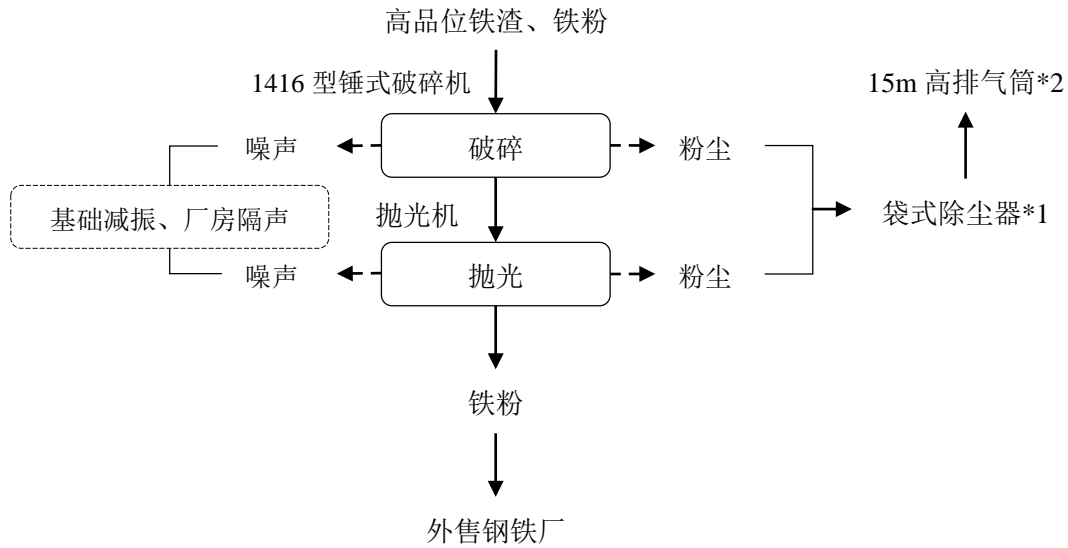 高品位铁渣、铁粉
1416 型锤式破碎机
15m 高排气筒*2
噪声
破碎
粉尘
基础减振、厂房隔声
抛光机
袋式除尘器*1
噪声
抛光
粉尘
铁粉
外售钢铁厂